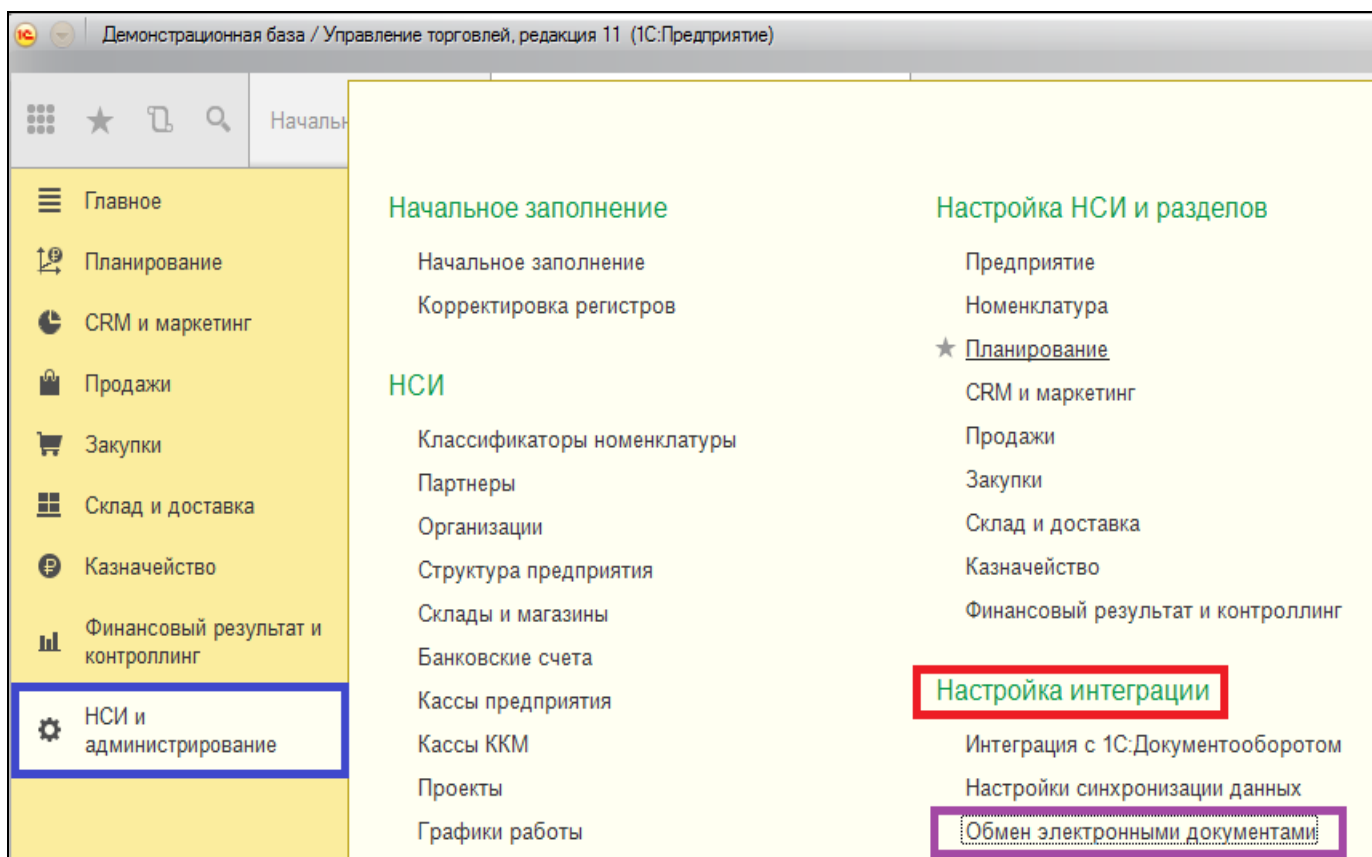 1С Демонстрационная база / Управление торговлей, редакция 11 (1С:Предприятие)
Главное
Планирование
CRM и маркетинг
Продажи
Закупки
Склад и доставка
Казначейство
Финансовый результат и
контроллинг
НСИ и
администрирование
Начальное заполнение
Начальное заполнение
Корректировка регистров
НСИ
Классификаторы номенклатуры
Партнеры
Организации
Структура предприятия
Склады и магазины
Банковские счета
Кассы предприятия
Кассы ККМ
Проекты
Графики работы
Настройка НСИ и разделов
Предприятие
Номенклатура
Планирование
CRM и маркетинг
Продажи
Закупки
Склад и доставка
Казначейство
Финансовый результат и контроллинг
Настройка интеграции
Интеграция с 1С:Документооборотом
Настройки синхронизации данных
Обмен электронными документами